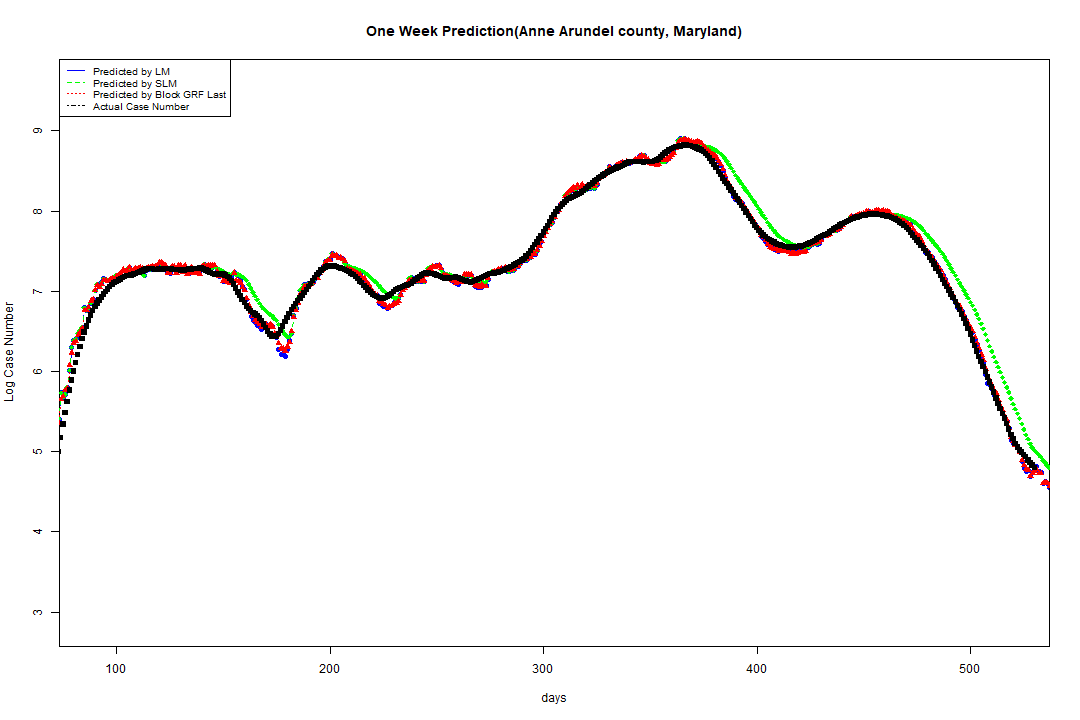 One Week Prediction(Anne Arundel county, Maryland)
Predicted by LM
Predicted by SLM
Predicted by Block GRF Last
Actual Case Number
9
8
7
6
5
4
3
Log Case Number
100 200 300 400 500
days